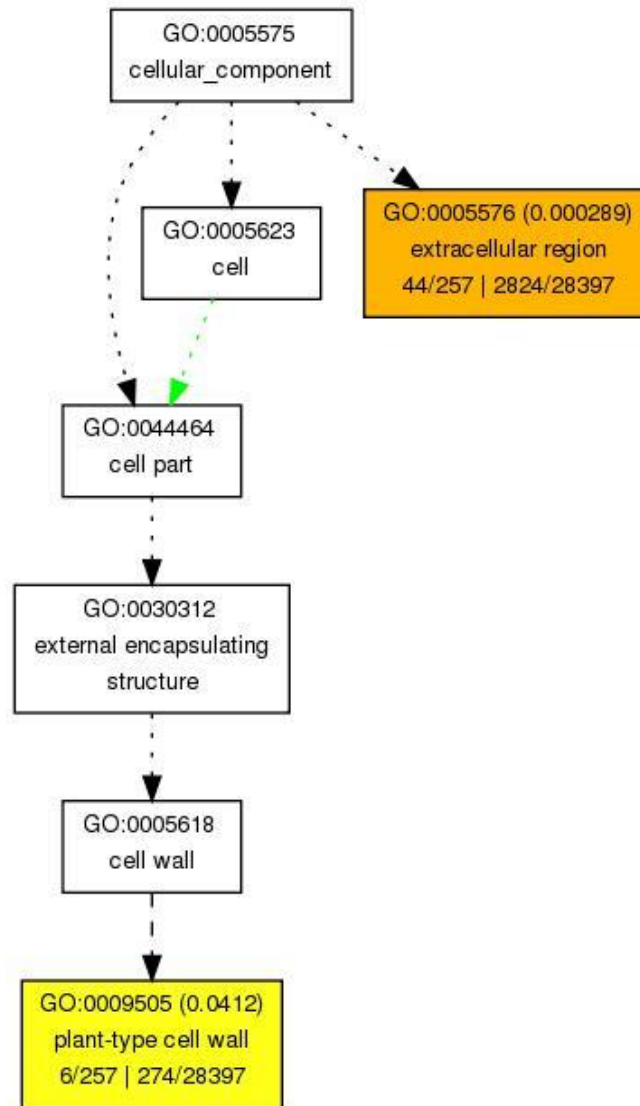 GO:0005575
cellular_component
GO:0005623
cell
GO:0005576 (0.000289)
extracellular region
44/257 | 2824/28397
GO:0044464
cell part
GO:0030312
external encapsulating
structure
GO:0005618
cell wall
GO:0009505 (0.0412)
plant-type cell wall
6/257 | 274/28397